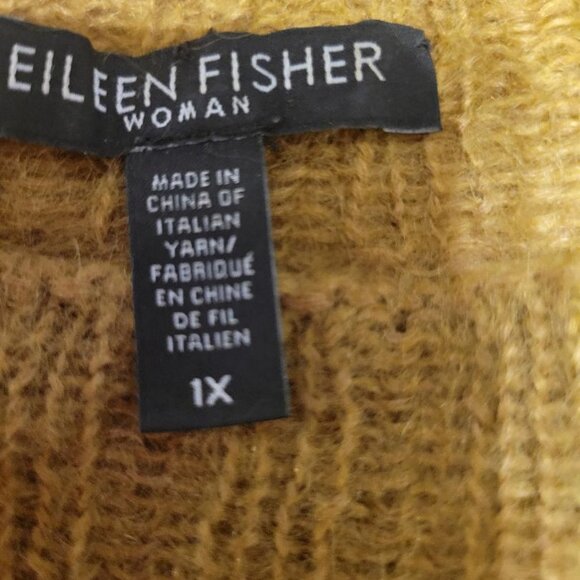 EILEEN FISHER
WOMAN
MADE IN
CHINA OF
ITALIAN
YARN/
FABRIQUÉ
EN CHINE
DE FIL
ITALIEN
1X